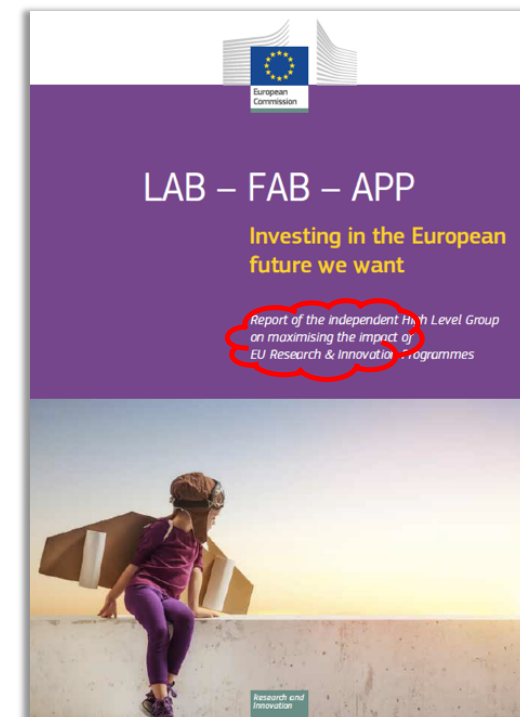 European
Commission
LAB – FAB – APP
Investing in the European
future we want
Report of the independent High Level Group
on maximising the impact of
EU Research & Innovation Programmes
Research and
Innovation